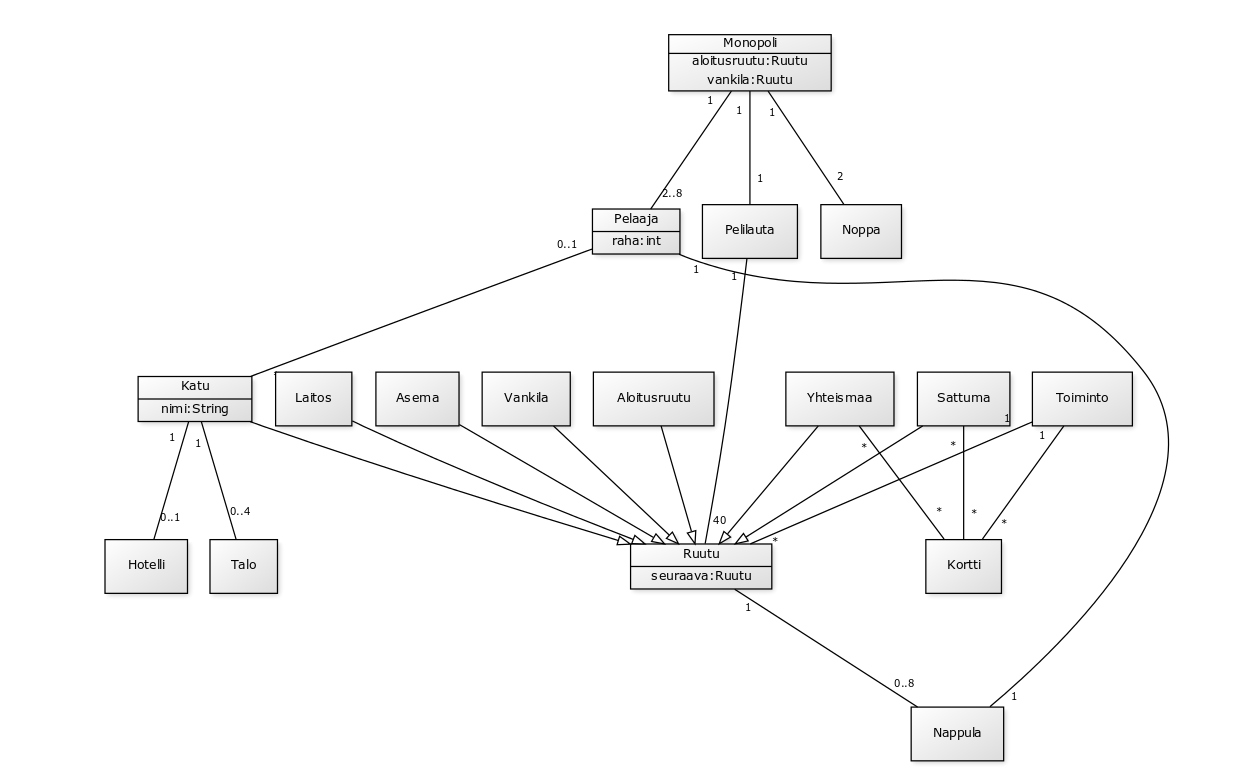 Monopoli
aloitusruutu:Ruutu
vankila:Ruutu
1
1
1
2..8
1
2
Pelaaja
raha:int
Pelilauta
Noppa
0..1
1
1
Katu
nimi:String
Laitos
Asema
Vankila
Aloitusruutu
Yhteismaa
Sattuma
Toiminto
1
1
1
*
*
1
0..1
0..4
40
*
*
*
*
Hotelli
Talo
Ruutu
seuraava:Ruutu
Kortti
1
0..8
1
Nappula